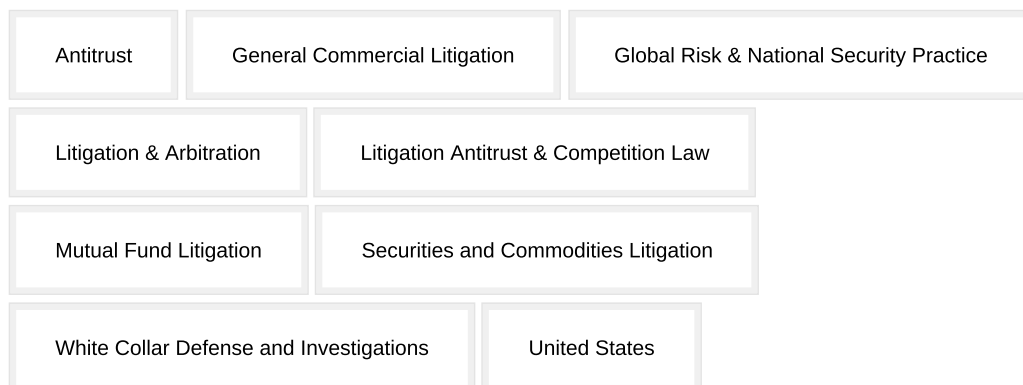 Antitrust General Commercial Litigation Global Risk & National Security Practice
Litigation & Arbitration Litigation Antitrust & Competition Law
Mutual Fund Litigation Securities and Commodities Litigation
White Collar Defense and Investigations United States